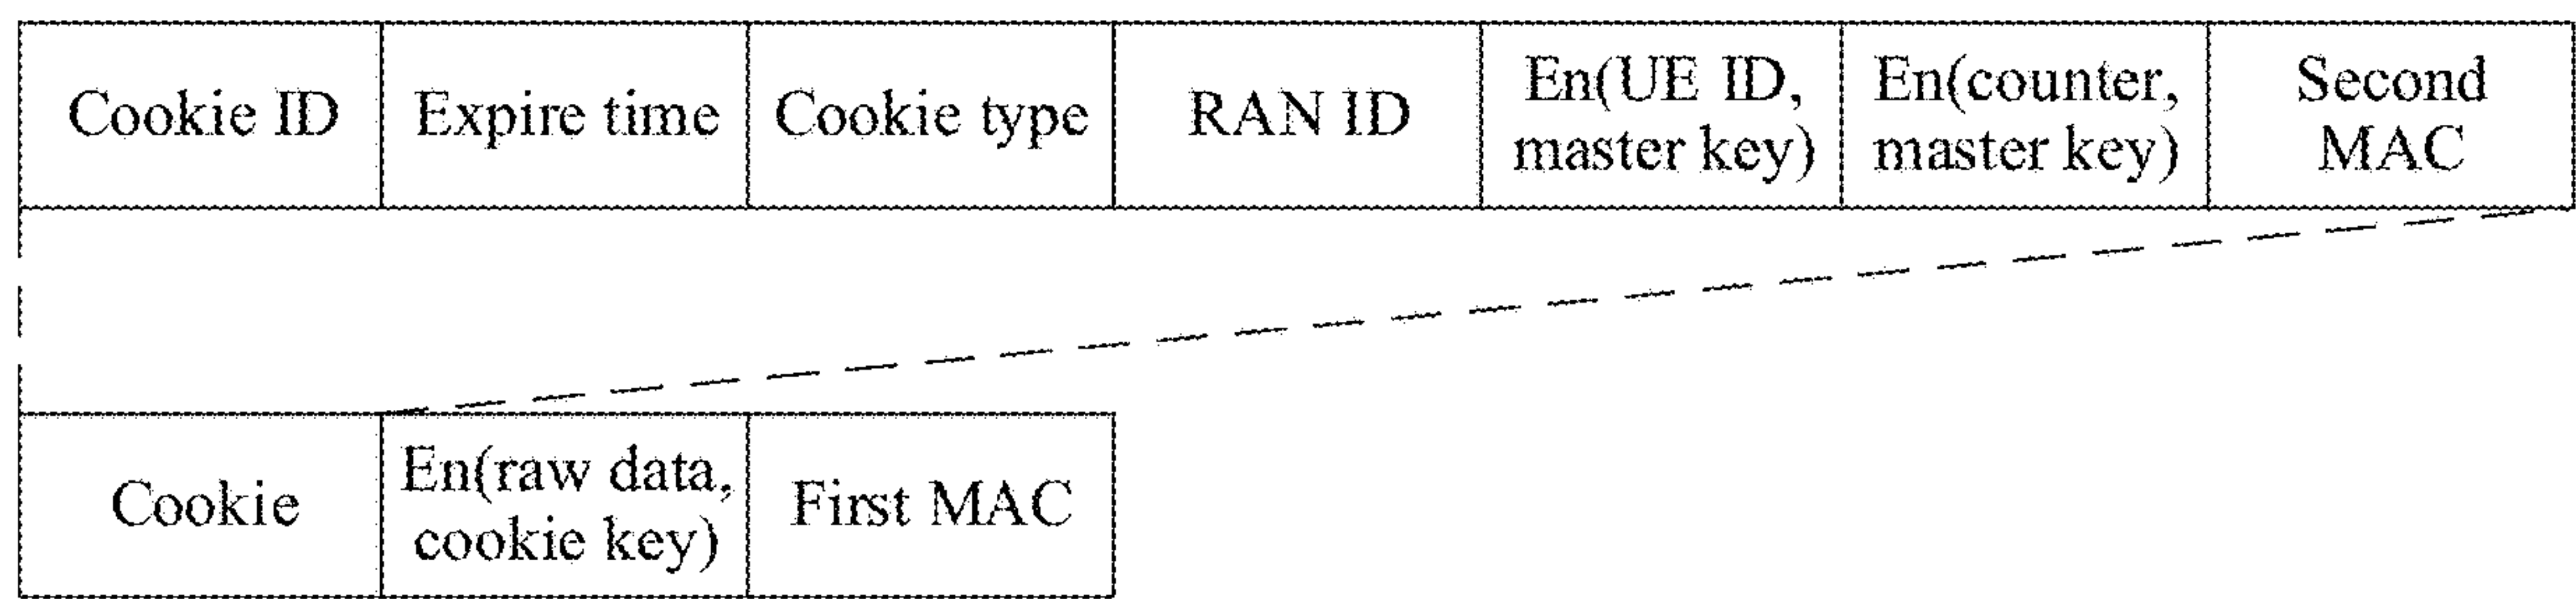 Cookie ID
Expire time
Cookie type
RAN ID
En(UE ID,
master key)
En(counter,
master key)
Second
MAC
Cookie
En(raw data,
cookie key)
First MAC